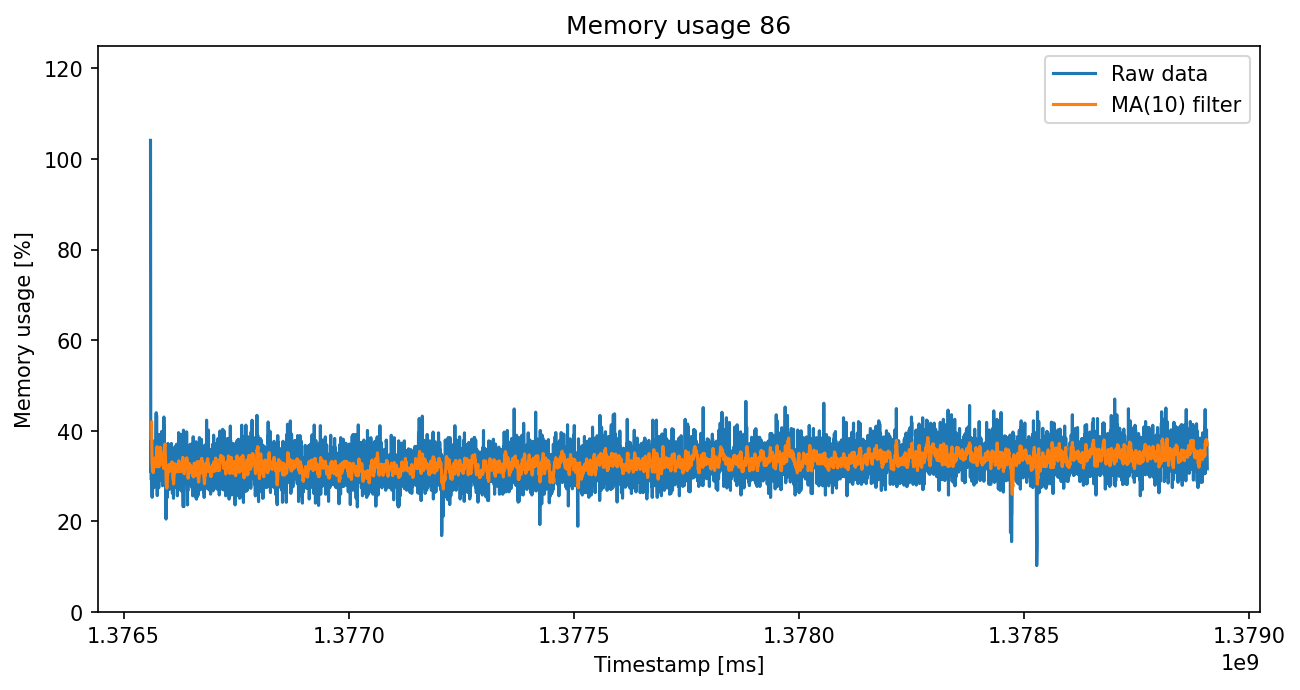 Memory usage 86
Raw data
MA(10) filter
120
100
80
60
40
20
0
Memory usage [%]
1.3765 1.3770 1.3775 1.3780 1.3785 1.3790
1e9
Timestamp [ms]